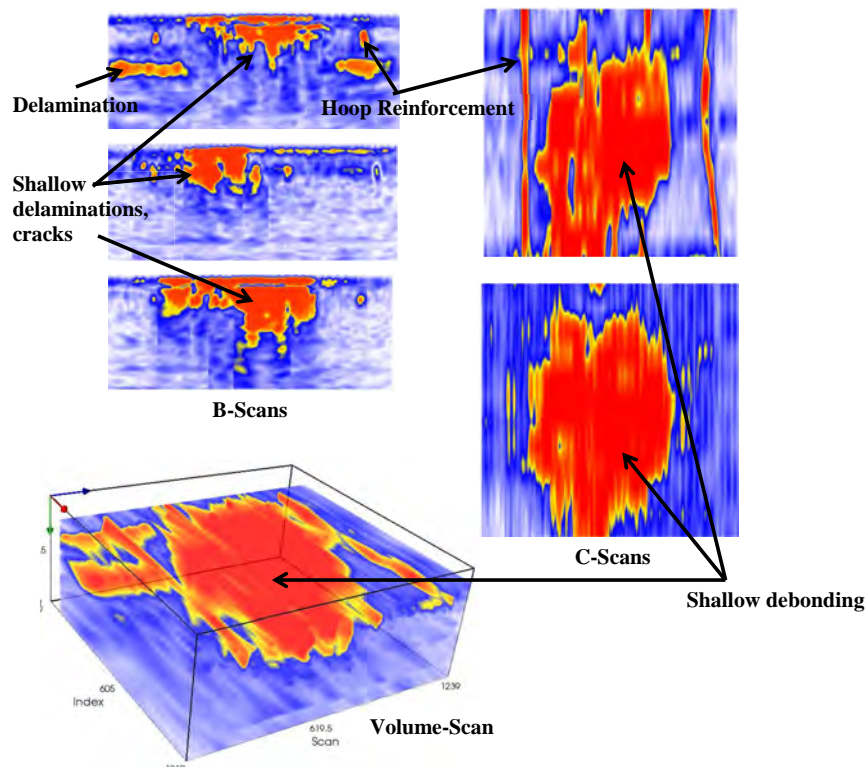 Delamination
Hoop Reinforcement
Shallow
delaminations,
cracks
B-Scans
C-Scans
Shallow debonding
Volume-Scan
605
Index
1239
619.5
Scan